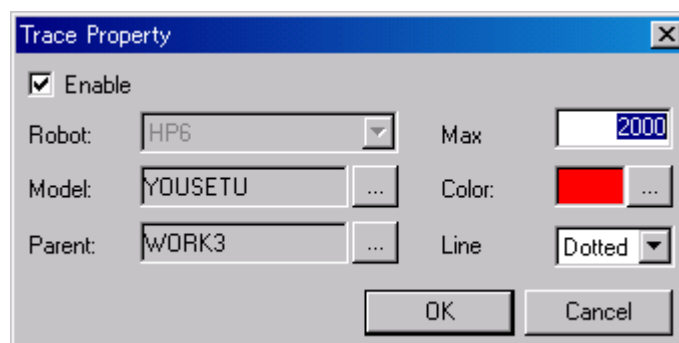 Trace Property
Enable
Robot: HP6 Max 2000
Model: YOUSETU ... Color: ...
Parent: WORK3 ... Line Dotted
OK Cancel